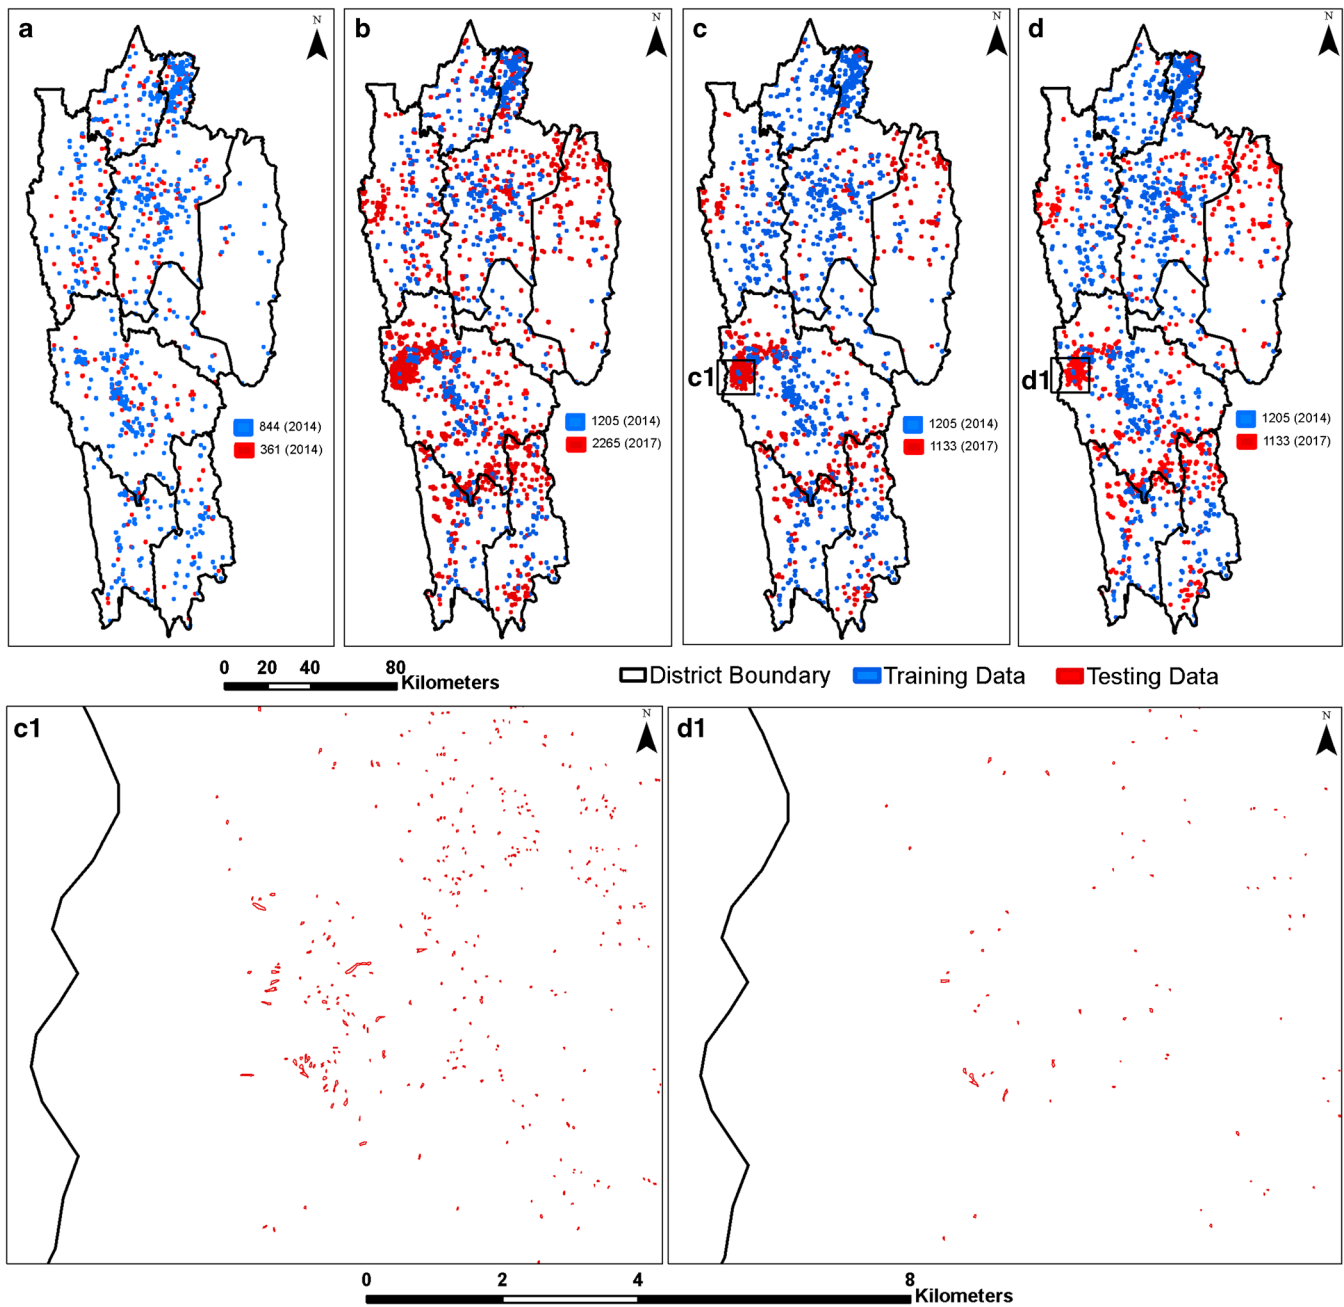 a
N
844 (2014)
361 (2014)
b
N
1205 (2014)
2265 (2017)
c
N
c1
1205 (2014)
1133 (2017)
d
N
d1
1205 (2014)
1133 (2017)
0 20 40 80
Kilometers
District Boundary Training Data Testing Data
c1
N
d1
N
0 2 4 8
Kilometers